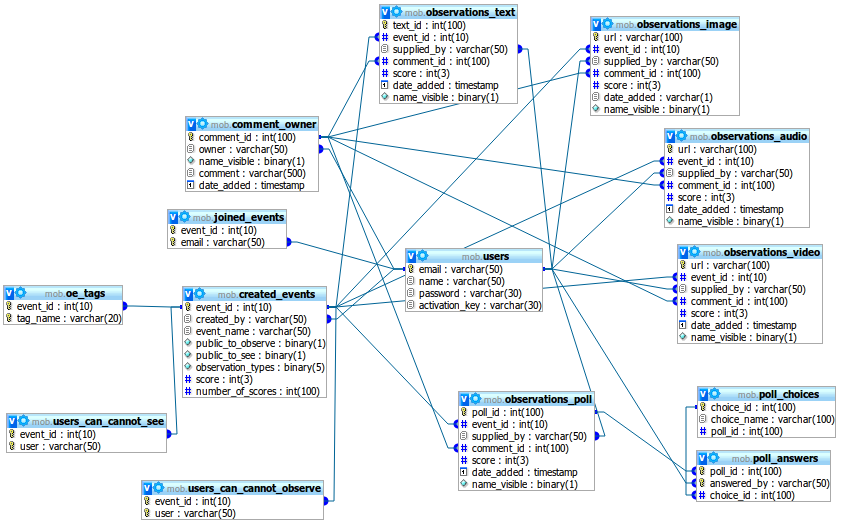 mob.observations_text
text_id : int(100)
event_id : int(10)
supplied_by : varchar(50)
comment_id : int(100)
score : int(3)
date_added : timestamp
name_visible : binary(1)
mob.observations_image
url : varchar(100)
event_id : int(10)
supplied_by : varchar(50)
comment_id : int(100)
score : int(3)
date_added : varchar(1)
name_visible : binary(1)
mob.comment_owner
comment_id : int(100)
owner : varchar(50)
name_visible : binary(1)
comment : varchar(500)
date_added : timestamp
mob.observations_audio
url : varchar(100)
event_id : int(10)
supplied_by : varchar(50)
comment_id : int(100)
score : int(3)
date_added : timestamp
name_visible : binary(1)
mob.joined_events
event_id : int(10)
email : varchar(50)
mob.users
email : varchar(50)
name : varchar(50)
password : varchar(30)
activation_key : varchar(30)
mob.observations_video
url : varchar(100)
event_id : int(10)
supplied_by : varchar(50)
comment_id : int(100)
score : int(3)
date_added : timestamp
name_visible : binary(1)
mob.oe_tags
event_id : int(10)
tag_name : varchar(20)
mob.created_events
event_id : int(10)
created_by : varchar(50)
event_name : varchar(50)
public_to_observe : binary(1)
public_to_see : binary(1)
observation_types : binary(5)
score : int(3)
number_of_scores : int(100)
mob.users_can_cannot_see
event_id : int(10)
user : varchar(50)
mob.observations_poll
poll_id : int(100)
event_id : int(10)
supplied_by : varchar(50)
comment_id : int(100)
score : int(3)
date_added : timestamp
name_visible : binary(1)
mob.poll_choices
choice_id : int(100)
choice_name : varchar(100)
poll_id : int(100)
mob.poll_answers
poll_id : int(100)
answered_by : varchar(50)
choice_id : int(100)
mob.users_can_cannot_observe
event_id : int(10)
user : varchar(50)